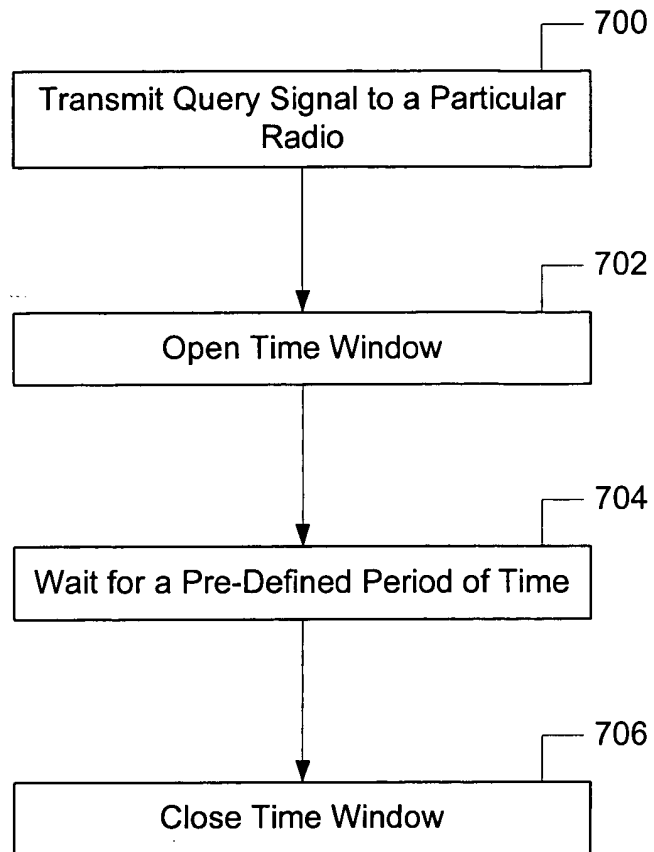 700
Transmit Query Signal to a Particular
Radio
702
Open Time Window
704
Wait for a Pre-Defined Period of Time
706
Close Time Window